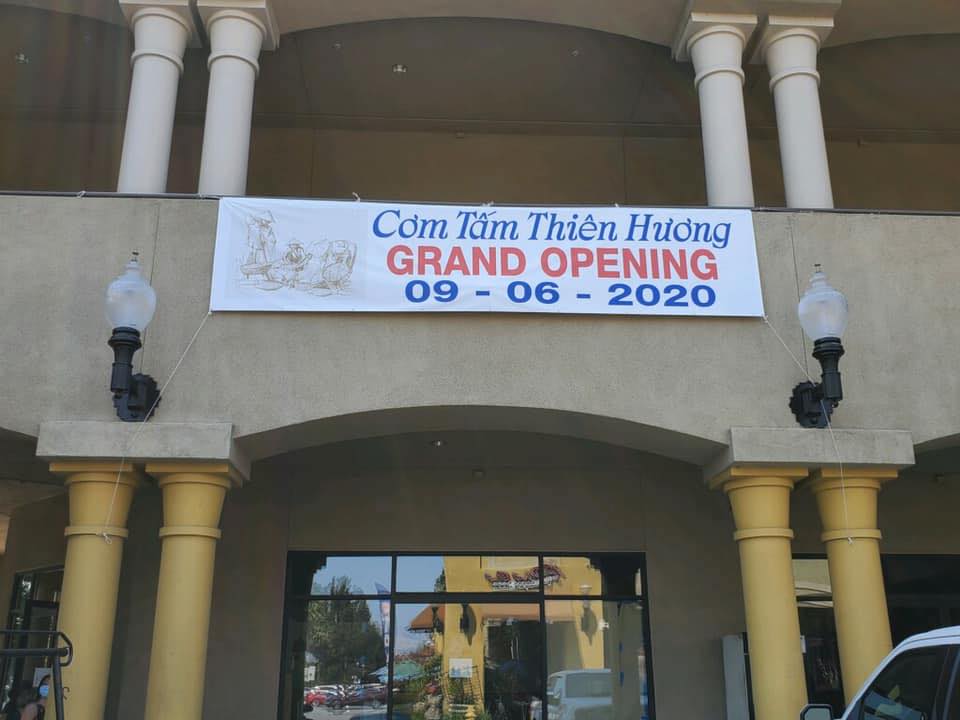 Cơm Tấm Thiên Hương
GRAND OPENING
09 - 06 - 2020